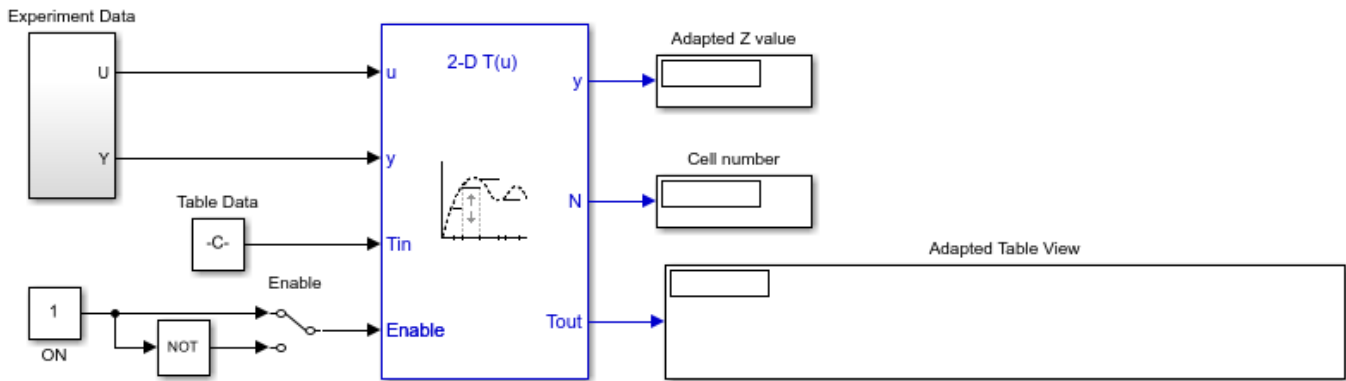 Experiment Data
U
Y
Table Data
-C-
Enable
1
ON
NOT
2-D T(u)
u
y
Tin
Enable
y
N
Tout
Adapted Z value
Cell number
Adapted Table View